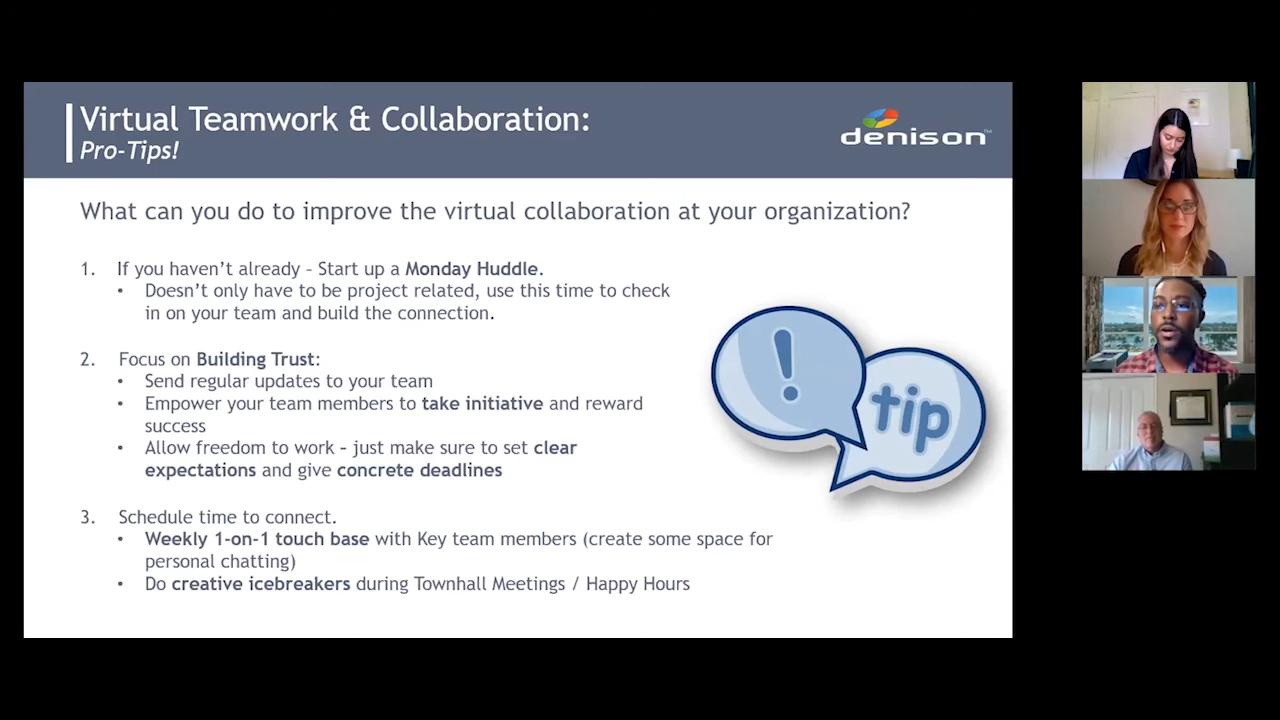 Virtual Teamwork & Collaboration:
Pro-Tips!
denison™
What can you do to improve the virtual collaboration at your organization?
1. If you haven't already – Start up a Monday Huddle.
• Doesn't only have to be project related, use this time to check
in on your team and build the connection.
2. Focus on Building Trust:
• Send regular updates to your team
• Empower your team members to take initiative and reward
success
• Allow freedom to work – just make sure to set clear
expectations and give concrete deadlines
! tip
3. Schedule time to connect.
• Weekly 1-on-1 touch base with Key team members (create some space for
personal chatting)
• Do creative icebreakers during Townhall Meetings / Happy Hours